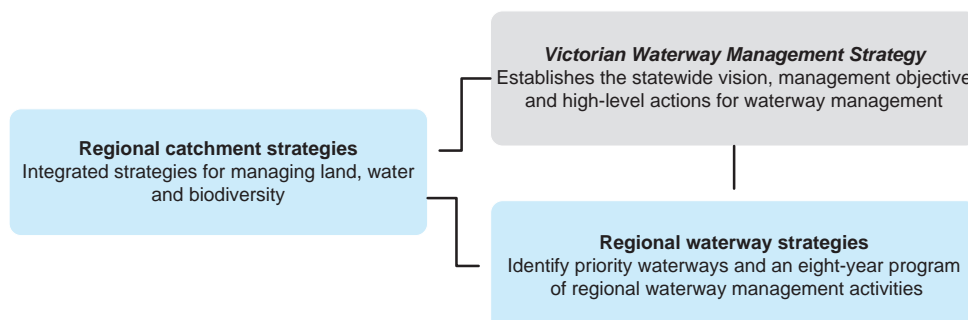 Victorian Waterway Management Strategy
Establishes the statewide vision, management objective
and high-level actions for waterway management
Regional catchment strategies
Integrated strategies for managing land, water
and biodiversity
Regional waterway strategies
Identify priority waterways and an eight-year program
of regional waterway management activities